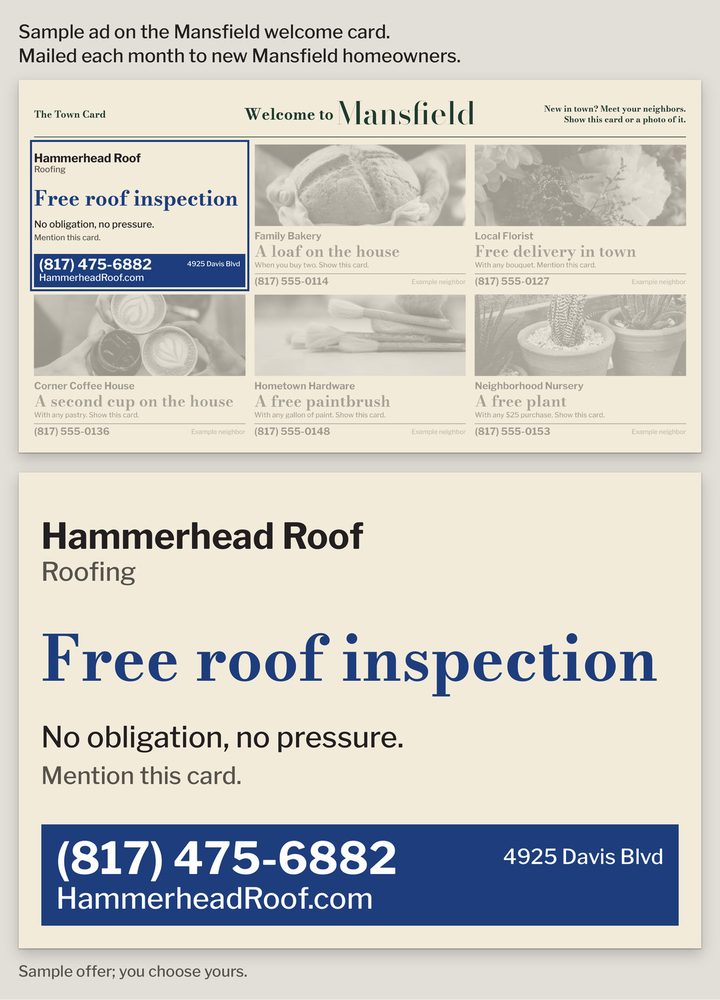 Sample ad on the Mansfield welcome card.
Mailed each month to new Mansfield homeowners.
The Town Card
Welcome to Mansfield
New in town? Meet your neighbors.
Show this card or a photo of it.
Hammerhead Roof
Roofing
Free roof inspection
No obligation, no pressure.
Mention this card.
(817) 475-6882
4925 Davis Blvd
HammerheadRoof.com
Family Bakery
A loaf on the house
When you buy two. Show this card.
(817) 555-0114
Example neighbor
Local Florist
Free delivery in town
With any bouquet. Mention this card.
(817) 555-0127
Example neighbor
Corner Coffee House
A second cup on the house
With any pastry. Show this card.
(817) 555-0136
Example neighbor
Hometown Hardware
A free paintbrush
With any gallon of paint. Show this card.
(817) 555-0148
Example neighbor
Neighborhood Nursery
A free plant
With any $25 purchase. Show this card.
(817) 555-0153
Example neighbor
Hammerhead Roof
Roofing
Free roof inspection
No obligation, no pressure.
Mention this card.
(817) 475-6882
4925 Davis Blvd
HammerheadRoof.com
Sample offer; you choose yours.